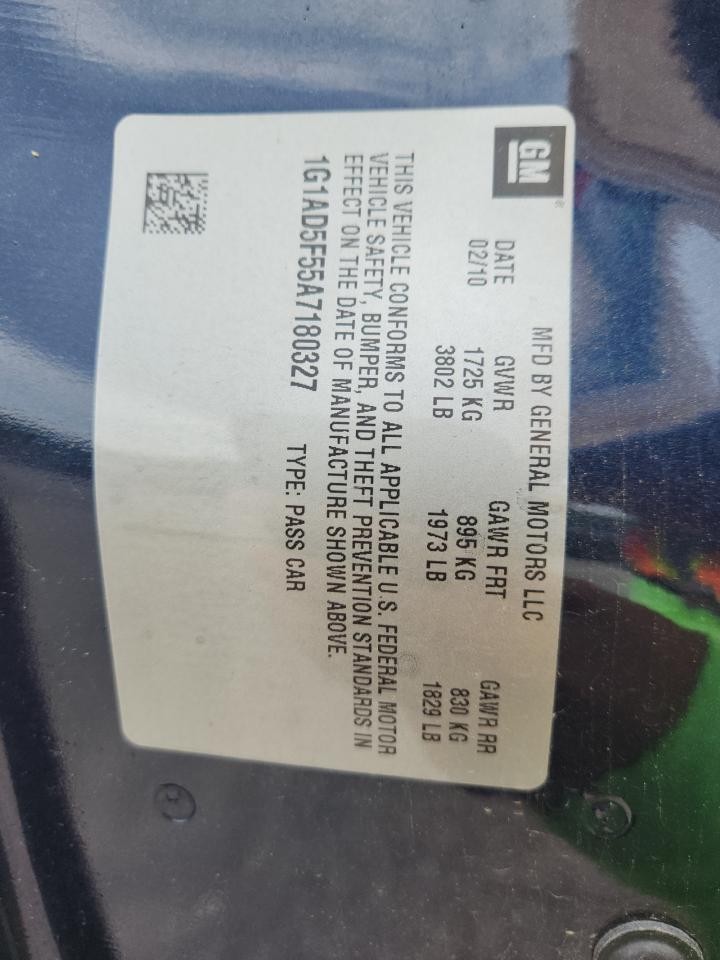 GM
MFD BY GENERAL MOTORS LLC
DATE GVWR GAWR FRT GAWR RR
02/10 1725 KG 895 KG 830 KG
3802 LB 1973 LB 1829 LB
THIS VEHICLE CONFORMS TO ALL APPLICABLE U.S. FEDERAL MOTOR
VEHICLE SAFETY, BUMPER, AND THEFT PREVENTION STANDARDS IN
EFFECT ON THE DATE OF MANUFACTURE SHOWN ABOVE.
1G1AD5F55A7180327 TYPE: PASS CAR